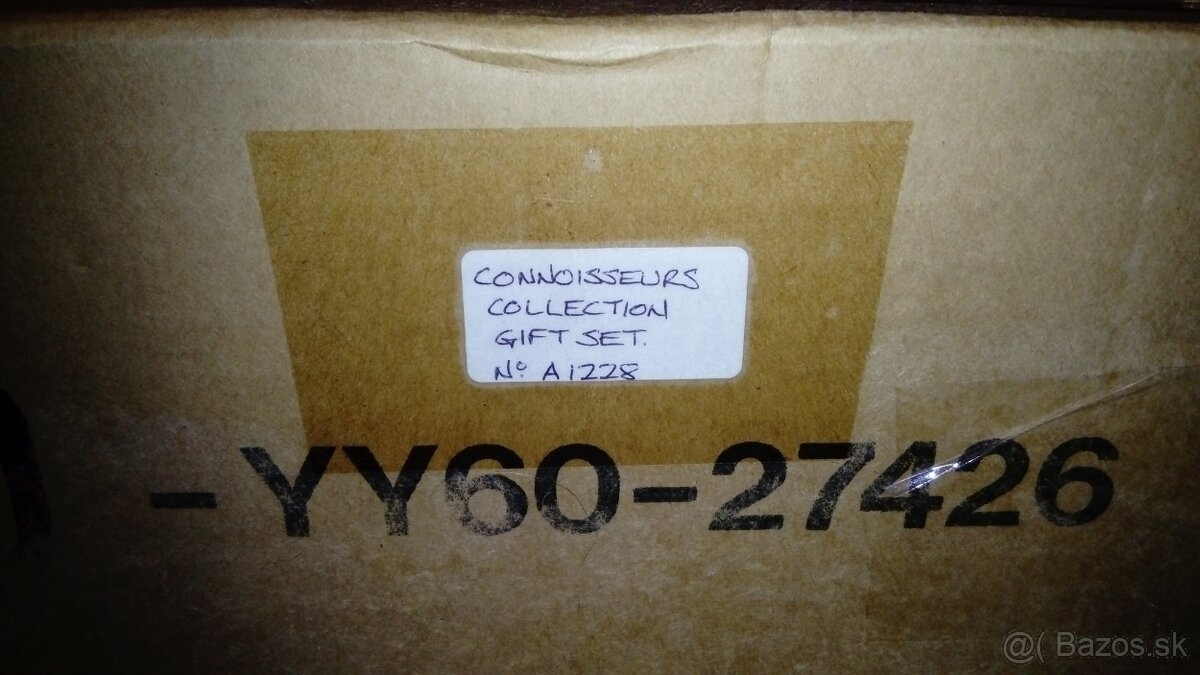 CONNOISSEURS
COLLECTION
GIFT SET.
Nº A1228
-YY60-27426
@( Bazos.sk